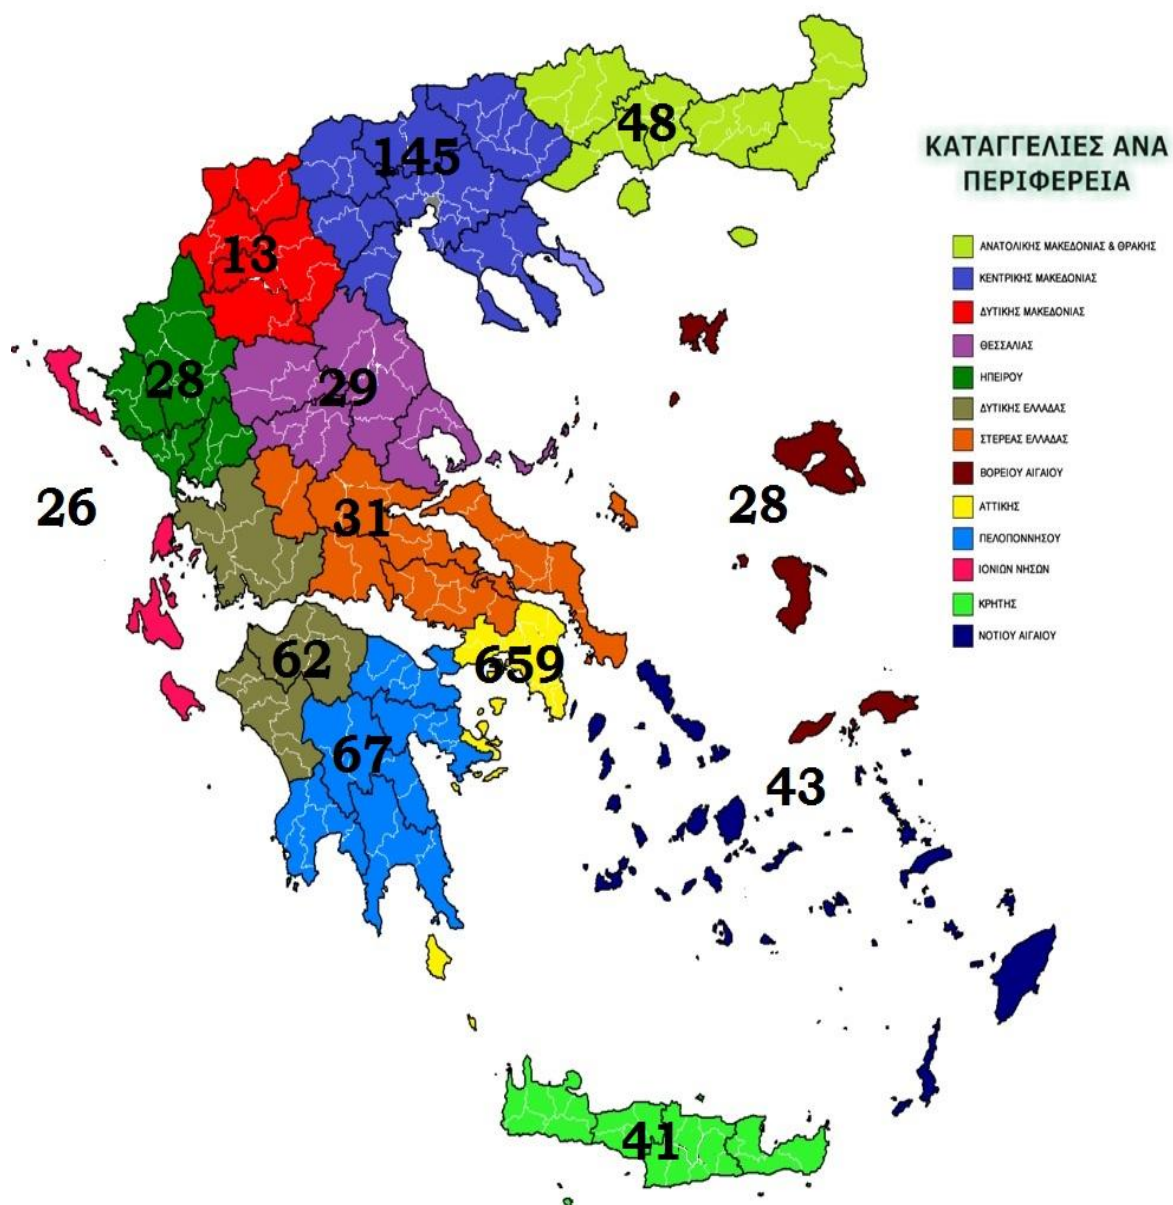 48
ΚΑΤΑΓΓΕΛΙΕΣ ΑΝΑ
ΠΕΡΙΦΕΡΕΙΑ
145
13
28
29
26
31
28
62
659
67
43
41
ΑΝΑΤΟΛΙΚΗΣ ΜΑΚΕΔΟΝΙΑΣ & ΘΡΑΚΗΣ
ΚΕΝΤΡΙΚΗΣ ΜΑΚΕΔΟΝΙΑΣ
ΔΥΤΙΚΗΣ ΜΑΚΕΔΟΝΙΑΣ
ΘΕΣΣΑΛΙΑΣ
ΗΠΕΙΡΟΥ
ΔΥΤΙΚΗΣ ΕΛΛΑΔΑΣ
ΣΤΕΡΕΑΣ ΕΛΛΑΔΑΣ
ΒΟΡΕΙΟΥ ΑΙΓΑΙΟΥ
ΑΤΤΙΚΗΣ
ΠΕΛΟΠΟΝΝΗΣΟΥ
ΙΟΝΙΩΝ ΝΗΣΩΝ
ΚΡΗΤΗΣ
ΝΟΤΙΟΥ ΑΙΓΑΙΟΥ